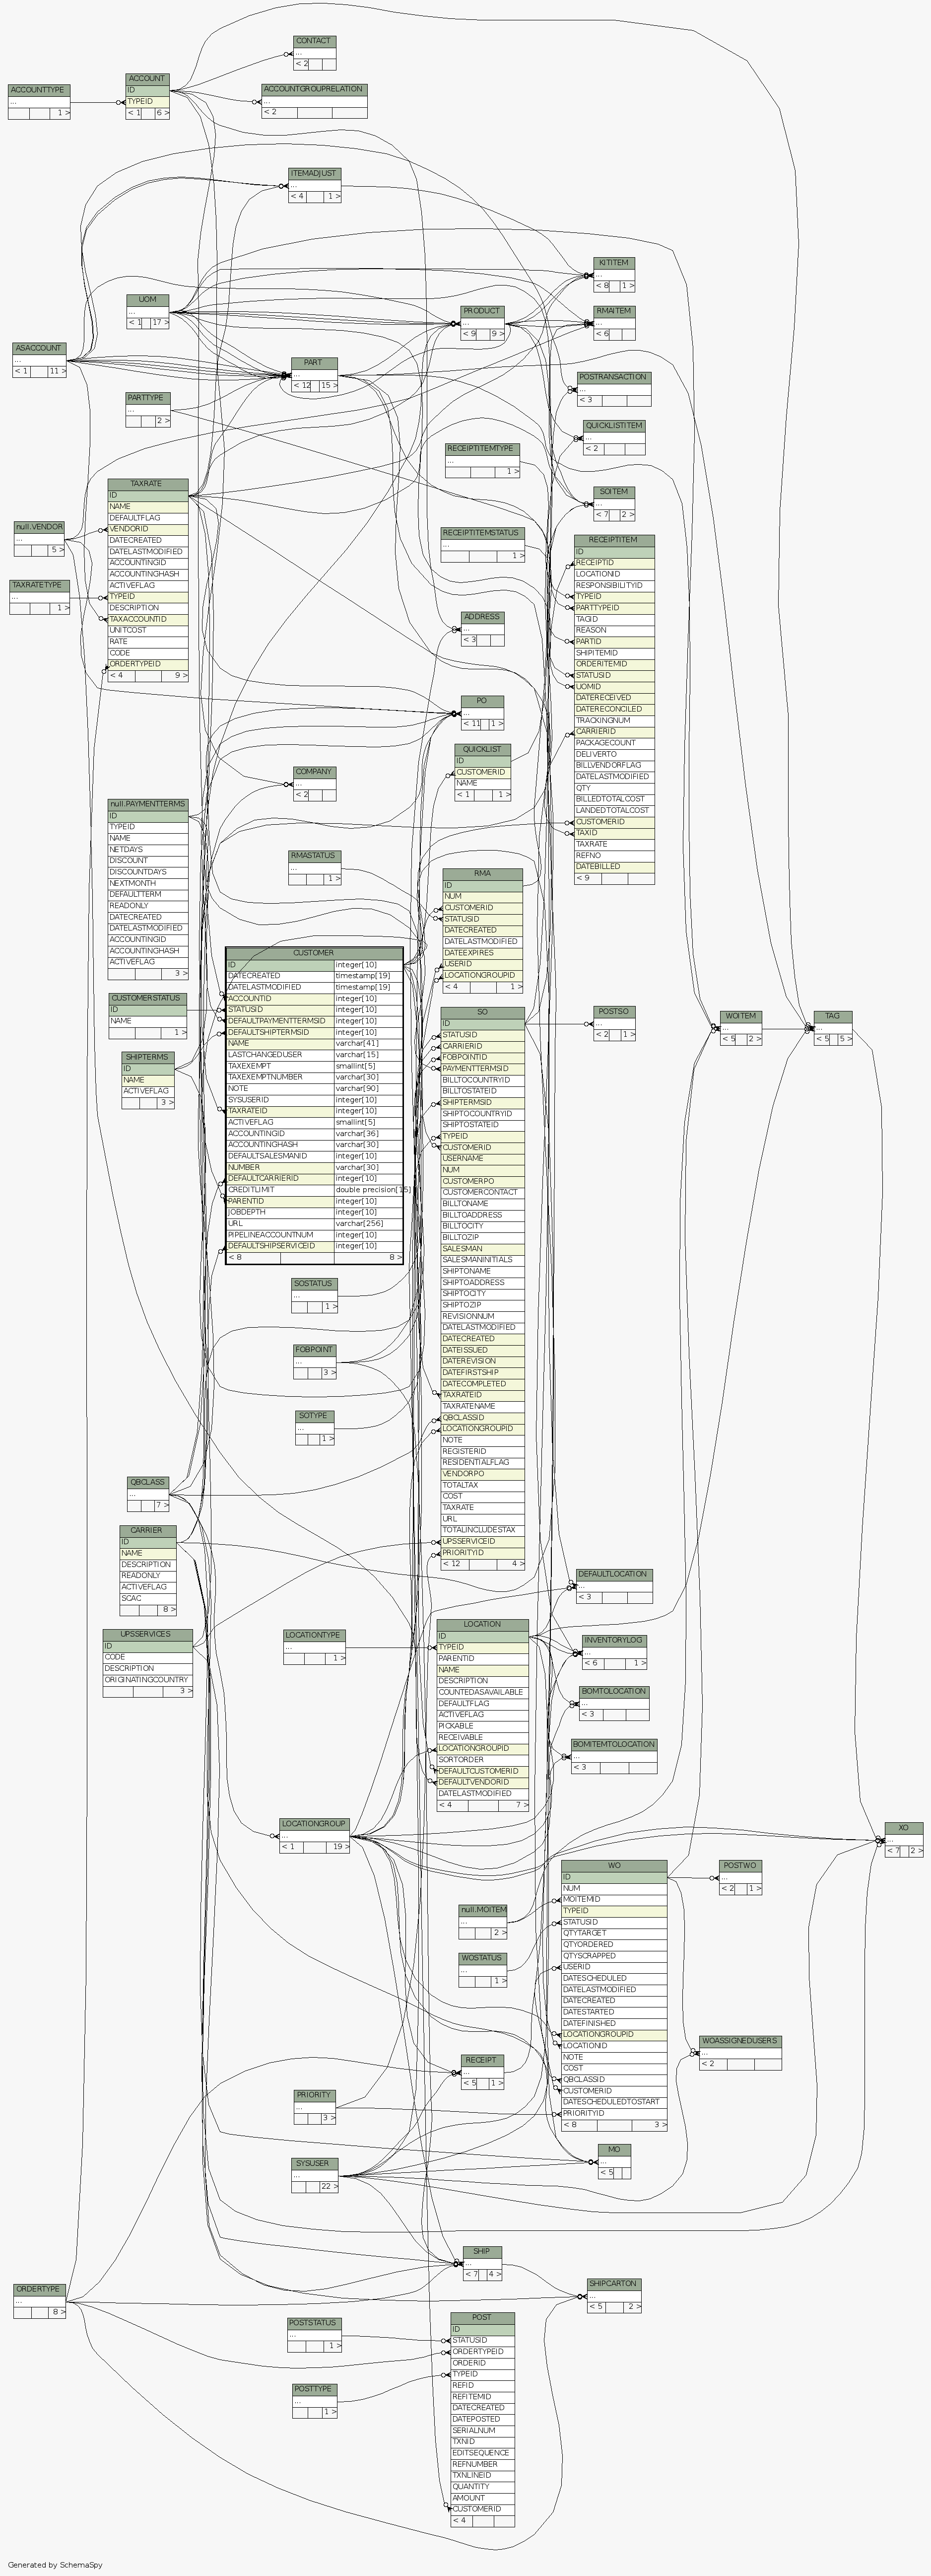 CONTACT
...
< 2
ACCOUNT
ID
TYPEID
< 1 6 >
ACCOUNTTYPE
...
1 >
ACCOUNTGROUPRELATION
...
< 2
ITEMADJUST
...
< 4 1 >
KITITEM
...
< 8 1 >
UOM
...
< 1 17 >
PRODUCT
...
< 9 9 >
RMAITEM
...
< 6
ASACCOUNT
...
< 1 11 >
PART
...
< 12 15 >
POSTRANSACTION
...
< 3
PARTTYPE
...
2 >
QUICKLISTITEM
...
< 2
RECEIPTITEMTYPE
...
1 >
TAXRATE
ID
NAME
DEFAULTFLAG
VENDORID
DATECREATED
DATELASTMODIFIED
ACCOUNTINGID
ACCOUNTINGHASH
ACTIVEFLAG
TYPEID
DESCRIPTION
TAXACCOUNTID
UNITCOST
RATE
CODE
ORDERTYPEID
< 4 9 >
SOITEM
...
< 7 2 >
null.VENDOR
...
5 >
RECEIPTITEMSTATUS
...
1 >
RECEIPTITEM
ID
RECEIPTID
LOCATIONID
RESPONSIBILITYID
TYPEID
PARTTYPEID
TAGID
REASON
PARTID
SHIPITEMID
ORDERITEMID
STATUSID
UOMID
DATERECEIVED
DATERECONCILED
TRACKINGNUM
CARRIERID
PACKAGECOUNT
DELIVERTO
BILLVENDORFLAG
DATELASTMODIFIED
QTY
BILLEDTOTALCOST
LANDEDTOTALCOST
CUSTOMERID
TAXID
TAXRATE
REFNO
DATEBILLED
< 9
TAXRATETYPE
...
1 >
ADDRESS
...
< 3
PO
...
< 11 1 >
QUICKLIST
ID
CUSTOMERID
NAME
< 1 1 >
COMPANY
...
< 2
null.PAYMENTTERMS
ID
TYPEID
NAME
NETDAYS
DISCOUNT
DISCOUNTDAYS
NEXTMONTH
DEFAULTTERM
READONLY
DATECREATED
DATELASTMODIFIED
ACCOUNTINGID
ACCOUNTINGHASH
ACTIVEFLAG
3 >
RMASTATUS
...
1 >
RMA
ID
NUM
CUSTOMERID
STATUSID
DATECREATED
DATELASTMODIFIED
DATEEXPIRES
USERID
LOCATIONGROUPID
< 4 1 >
CUSTOMER
ID integer[10]
DATECREATED timestamp[19]
DATELASTMODIFIED timestamp[19]
ACCOUNTID integer[10]
STATUSID integer[10]
DEFAULTPAYMENTTERMSID integer[10]
DEFAULTSHIPTERMSID integer[10]
NAME varchar[41]
LASTCHANGEDUSER varchar[15]
TAXEXEMPT smallint[5]
TAXEXEMPTNUMBER varchar[30]
NOTE varchar[90]
SYSUSERID integer[10]
TAXRATEID integer[10]
ACTIVEFLAG smallint[5]
ACCOUNTINGID varchar[36]
ACCOUNTINGHASH varchar[30]
DEFAULTSALESMANID integer[10]
NUMBER varchar[30]
DEFAULTCARRIERID integer[10]
CREDITLIMIT double precision[15]
PARENTID integer[10]
JOBDEPTH integer[10]
URL varchar[256]
PIPELINEACCOUNTNUM integer[10]
DEFAULTSHIPSERVICEID integer[10]
< 8 8 >
CUSTOMERSTATUS
ID
NAME
1 >
SHIPTERMS
ID
NAME
ACTIVEFLAG
3 >
SO
ID
STATUSID
CARRIERID
FOBPOINTID
PAYMENTTERMSID
BILLTOCOUNTRYID
BILLTOSTATEID
SHIPTERMSID
SHIPTOCOUNTRYID
SHIPTOSTATEID
TYPEID
CUSTOMERID
USERNAME
NUM
CUSTOMERPO
CUSTOMERCONTACT
BILLTONAME
BILLTOADDRESS
BILLTOCITY
BILLTOZIP
SALESMAN
SALESMANINITIALS
SHIPTONAME
SHIPTOADDRESS
SHIPTOCITY
SHIPTOZIP
REVISIONNUM
DATELASTMODIFIED
DATECREATED
DATEISSUED
DATEREVISION
DATEFIRSTSHIP
DATECOMPLETED
TAXRATEID
TAXRATENAME
QBCLASSID
LOCATIONGROUPID
NOTE
REGISTERID
RESIDENTIALFLAG
VENDORPO
TOTALTAX
COST
TAXRATE
URL
TOTALINCLUDESTAX
UPSSERVICEID
PRIORITYID
< 12 4 >
POSTSO
...
< 2 1 >
WOITEM
...
< 5 2 >
TAG
...
< 5 5 >
SOSTATUS
...
1 >
FOBPOINT
...
3 >
SOTYPE
...
1 >
QBCLASS
...
7 >
CARRIER
ID
NAME
DESCRIPTION
READONLY
ACTIVEFLAG
SCAC
8 >
DEFAULTLOCATION
...
< 3
UPSSERVICES
ID
CODE
DESCRIPTION
ORIGINATINGCOUNTRY
3 >
LOCATIONTYPE
...
1 >
LOCATION
ID
TYPEID
PARENTID
NAME
DESCRIPTION
COUNTEDASAVAILABLE
DEFAULTFLAG
ACTIVEFLAG
PICKABLE
RECEIVABLE
LOCATIONGROUPID
SORTORDER
DEFAULTCUSTOMERID
DEFAULTVENDORID
DATELASTMODIFIED
< 4 7 >
INVENTORYLOG
...
< 6 1 >
BOMTOLOCATION
...
< 3
BOMITEMTOLOCATION
...
< 3
LOCATIONGROUP
...
< 1 19 >
XO
...
< 7 2 >
WO
ID
NUM
MOITEMID
TYPEID
STATUSID
QTYTARGET
QTYORDERED
QTYSCRAPPED
USERID
DATESCHEDULED
DATELASTMODIFIED
DATECREATED
DATESTARTED
DATEFINISHED
LOCATIONGROUPID
LOCATIONID
NOTE
COST
QBCLASSID
CUSTOMERID
DATESCHEDULEDTOSTART
PRIORITYID
< 8 3 >
POSTWO
...
< 2 1 >
null.MOITEM
...
2 >
WOSTATUS
...
1 >
WOASSIGNEDUSERS
...
< 2
RECEIPT
...
< 5 1 >
PRIORITY
...
3 >
MO
...
< 5
SYSUSER
...
22 >
SHIP
...
< 7 4 >
SHIPCARTON
...
< 5 2 >
ORDERTYPE
...
8 >
POSTSTATUS
...
1 >
POST
ID
STATUSID
ORDERTYPEID
ORDERID
TYPEID
REFID
REFITEMID
DATECREATED
DATEPOSTED
SERIALNUM
TXNID
EDITSEQUENCE
REFNUMBER
TXNLINEID
QUANTITY
AMOUNT
CUSTOMERID
< 4
POSTTYPE
...
1 >
Generated by SchemaSpy